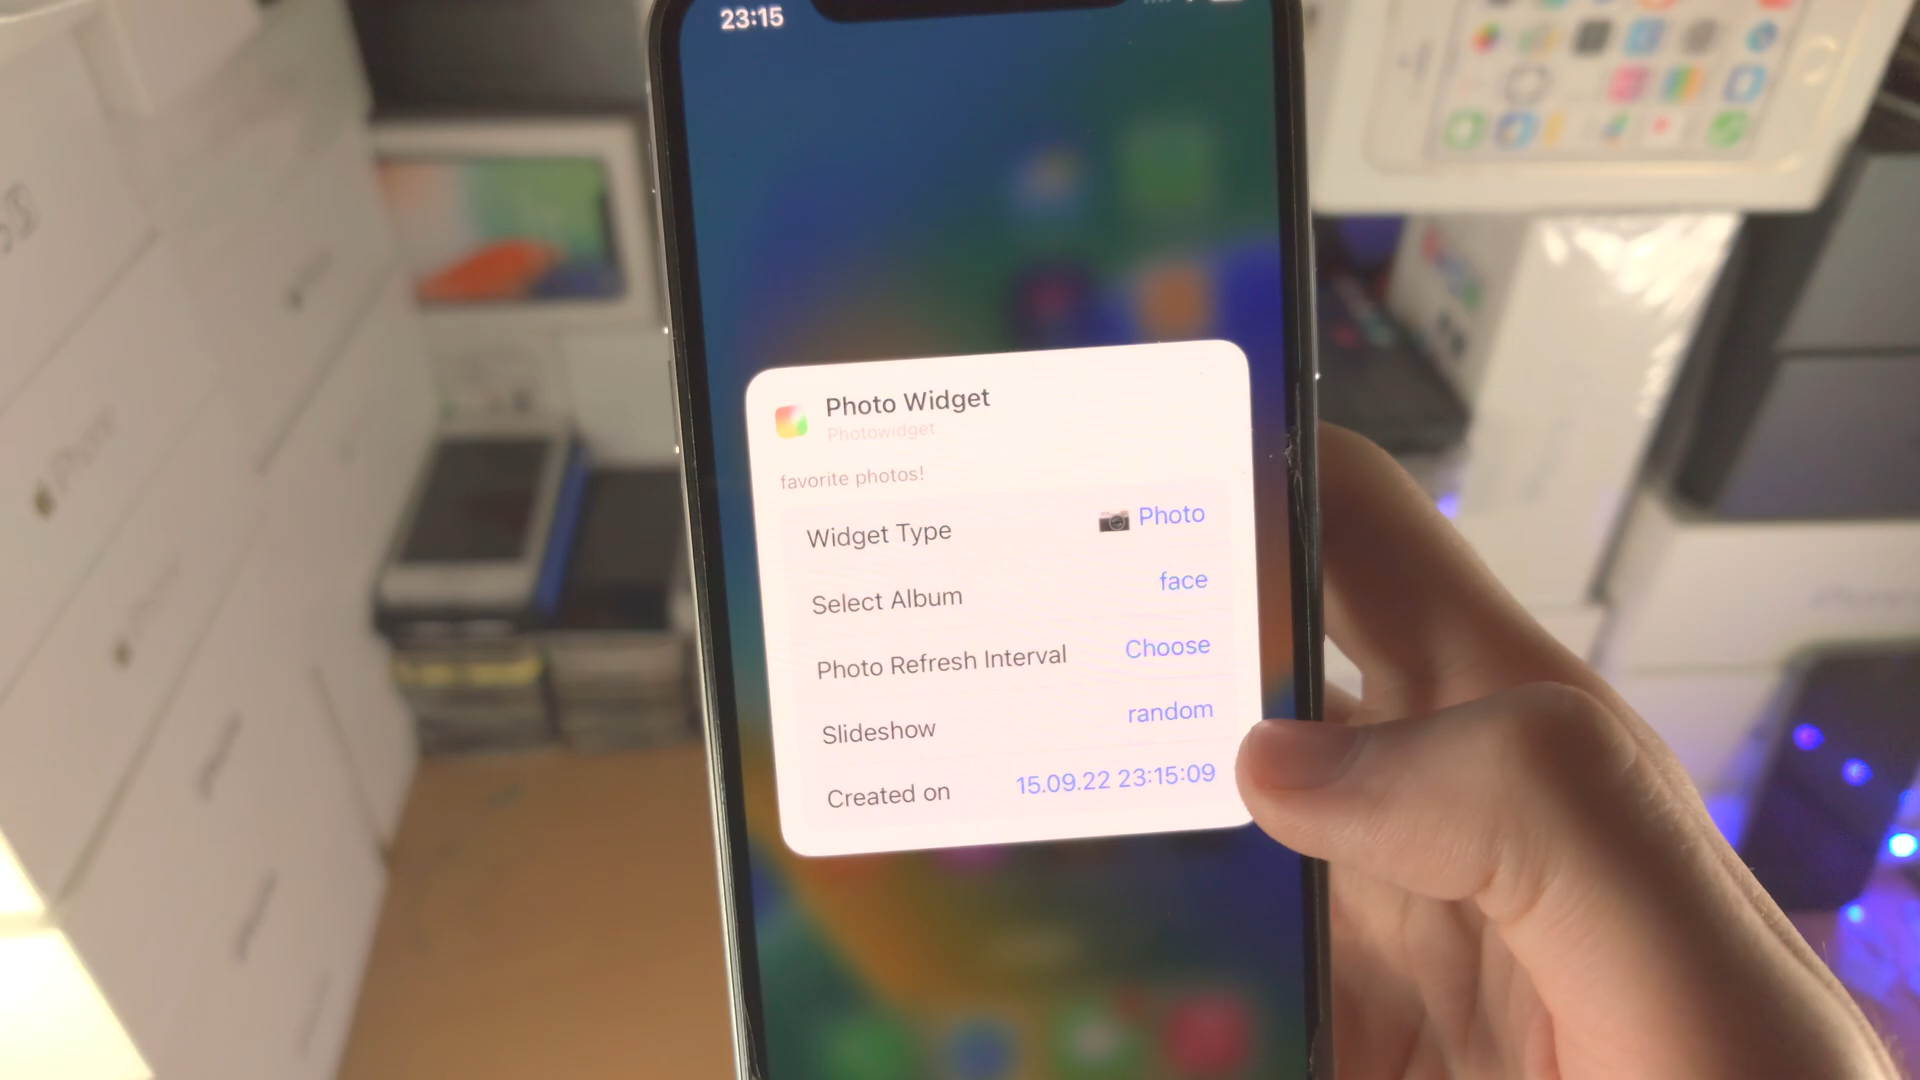 23:15
Photo Widget
Photowidget
favorite photos!
Widget Type 📷 Photo
Select Album face
Photo Refresh Interval Choose
Slideshow random
Created on 15.09.22 23:15:09